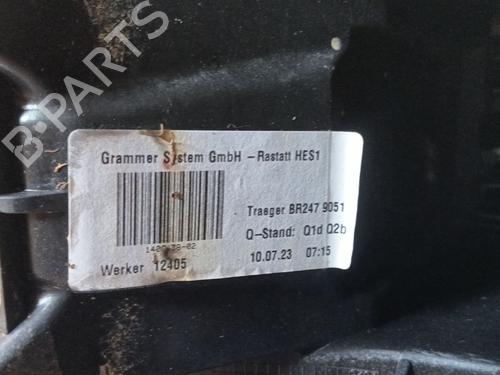 B-PARTS
Grammer System GmbH – Rastatt HES1
Traeger BR247 9051
Q-Stand: Q1d Q2b
Werker 12405
10.07.23 07:15